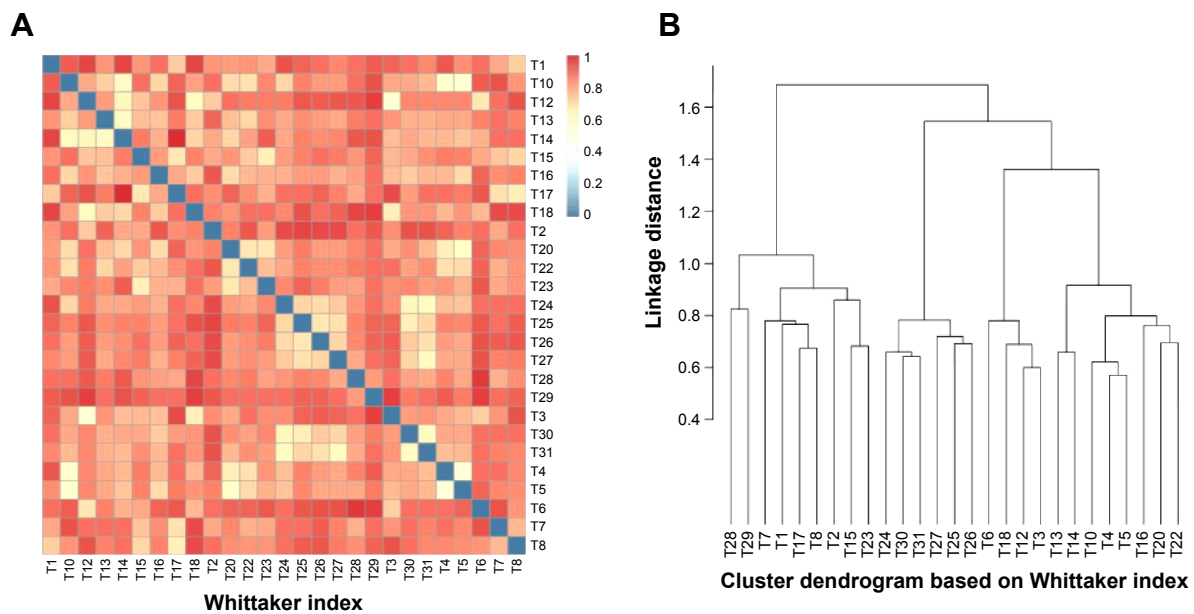 A
B
1
0.8
0.6
0.4
0.2
0
T1
T10
T12
T13
T14
T15
T16
T17
T18
T2
T20
T22
T23
T24
T25
T26
T27
T28
T29
T3
T30
T31
T4
T5
T6
T7
T8
T1 T10 T12 T13 T14 T15 T16 T17 T18 T2 T20 T22 T23 T24 T25 T26 T27 T28 T29 T3 T30 T31 T4 T5 T6 T7 T8
Whittaker index
Linkage distance
1.6
1.4
1.2
1.0
0.8
0.6
0.4
T28 T29 T7 T1 T17 T8 T2 T15 T23 T24 T30 T31 T27 T25 T26 T6 T18 T12 T3 T13 T14 T10 T4 T5 T16 T20 T22
Cluster dendrogram based on Whittaker index